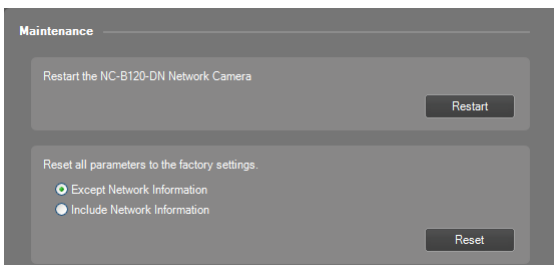 Maintenance
Restart the NC-B120-DN Network Camera
Restart
Reset all parameters to the factory settings.
Except Network Information
Include Network Information
Reset